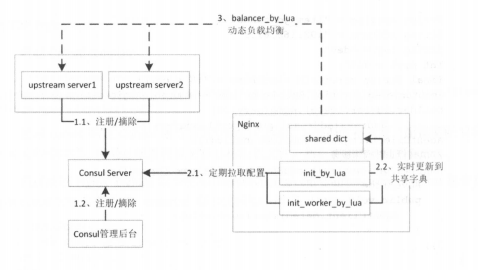 3、balancer_by_lua
动态负载均衡
upstream server1
upstream server2
1.1、注册/摘除
Nginx
shared dict
Consul Server
2.1、定期拉取配置
init_by_lua
2.2、实时更新到
共享字典
1.2、注册/摘除
init_worker_by_lua
Consul管理后台